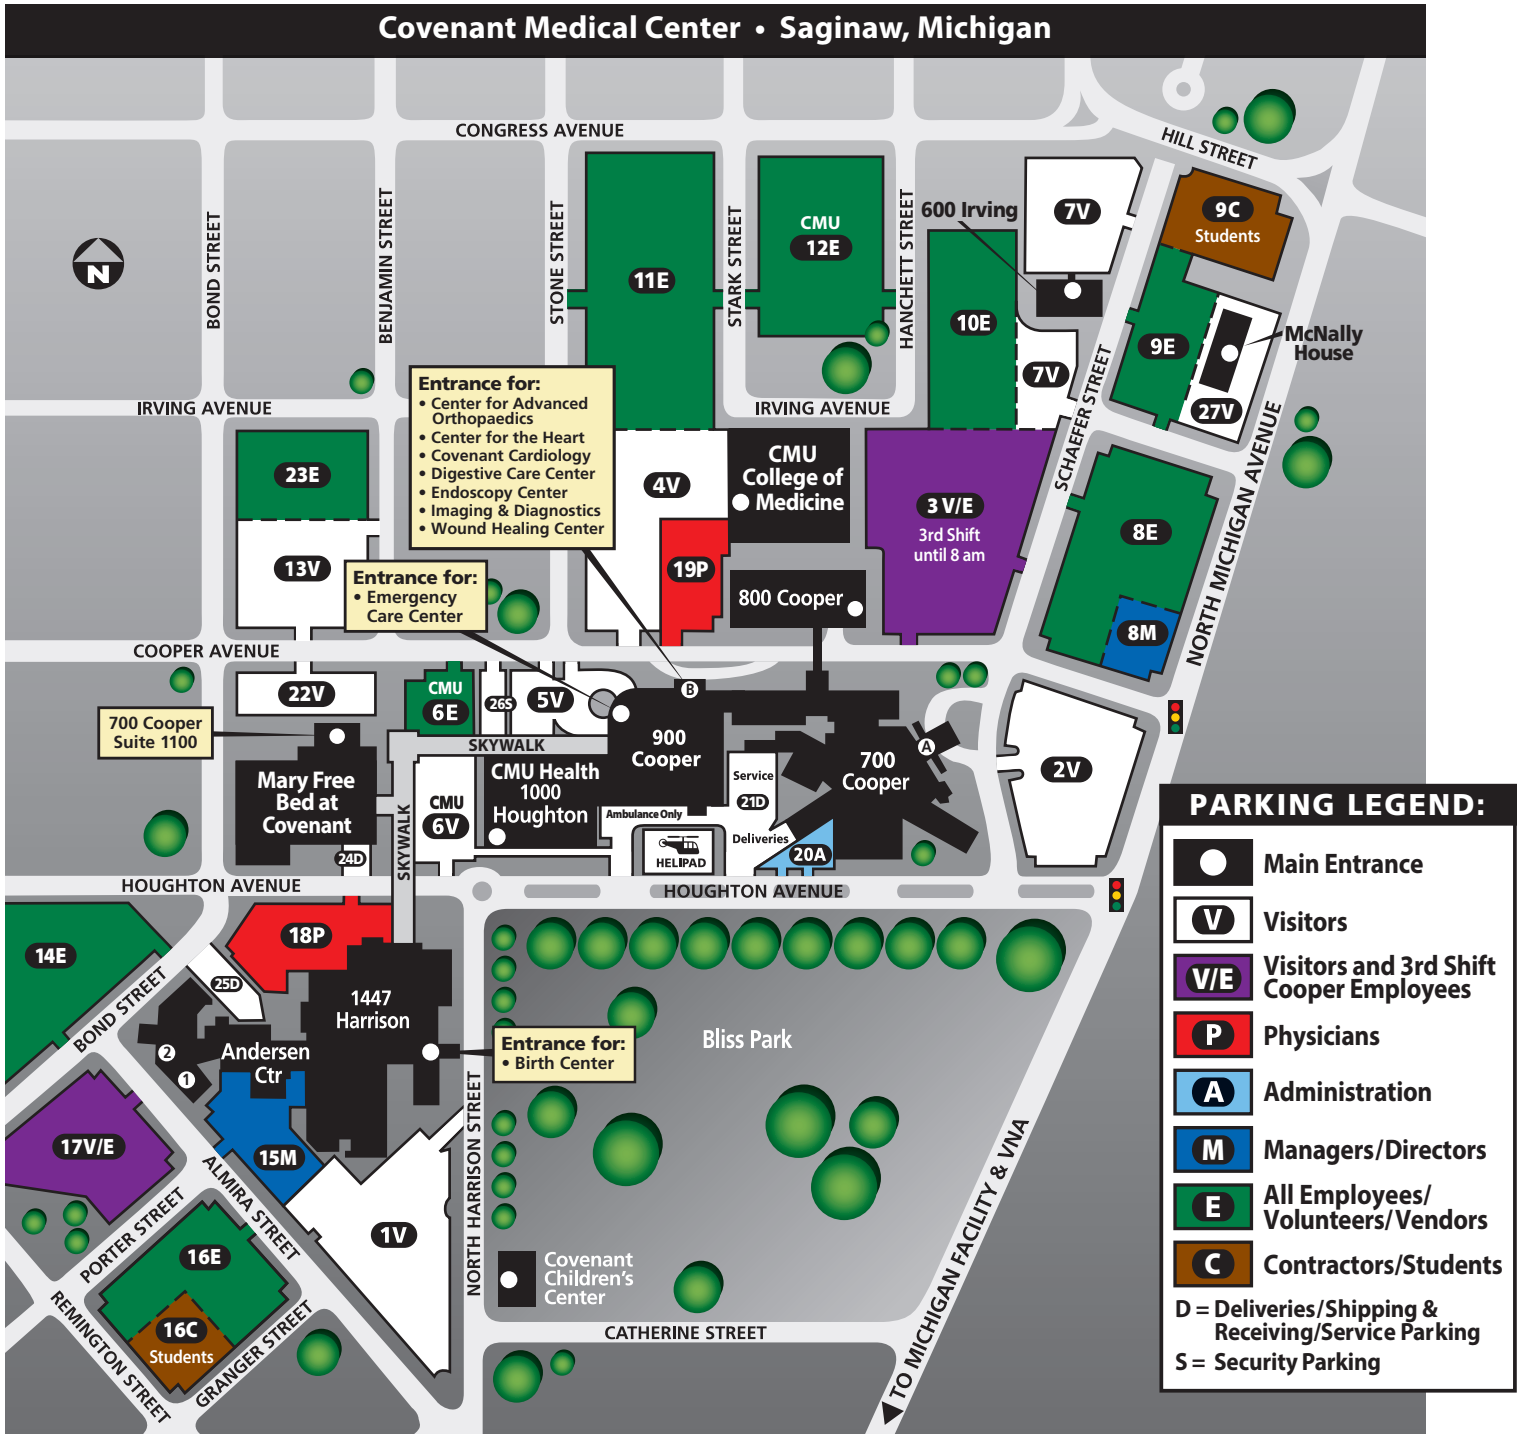 Covenant Medical Center • Saginaw, Michigan
CONGRESS AVENUE
HILL STREET
BOND STREET
BENJAMIN STREET
STONE STREET
STARK STREET
HANCHETT STREET
SCHAEFER STREET
NORTH MICHIGAN AVENUE
N
11E
CMU
12E
600 Irving
7V
9C
Students
10E
7V
9E
McNally
House
27V
IRVING AVENUE
IRVING AVENUE
Entrance for:
• Center for Advanced
Orthopaedics
• Center for the Heart
• Covenant Cardiology
• Digestive Care Center
• Endoscopy Center
• Imaging & Diagnostics
• Wound Healing Center
23E
13V
4V
19P
CMU
College of
Medicine
3 V/E
3rd Shift
until 8 am
8E
8M
Entrance for:
• Emergency
Care Center
800 Cooper
COOPER AVENUE
22V
CMU
6E
26S
5V
B
700 Cooper
Suite 1100
SKYWALK
900
Cooper
A
700
Cooper
2V
Mary Free
Bed at
Covenant
SKYWALK
CMU
6V
CMU Health
1000
Houghton
Service
21D
Ambulance Only
Deliveries
HELIPAD
20A
24D
HOUGHTON AVENUE
HOUGHTON AVENUE
14E
18P
25D
BOND STREET
1447
Harrison
Andersen
Ctr
2
1
Entrance for:
• Birth Center
Bliss Park
17V/E
15M
ALMIRA STREET
NORTH HARRISON STREET
1V
PORTER STREET
16E
16C
Students
REMINGTON STREET
GRANGER STREET
Covenant
Children's
Center
CATHERINE STREET
TO MICHIGAN FACILITY & VNA
PARKING LEGEND:
Main Entrance
V
Visitors
V/E
Visitors and 3rd Shift
Cooper Employees
P
Physicians
A
Administration
M
Managers/Directors
E
All Employees/
Volunteers/Vendors
C
Contractors/Students
D = Deliveries/Shipping &
Receiving/Service Parking
S = Security Parking